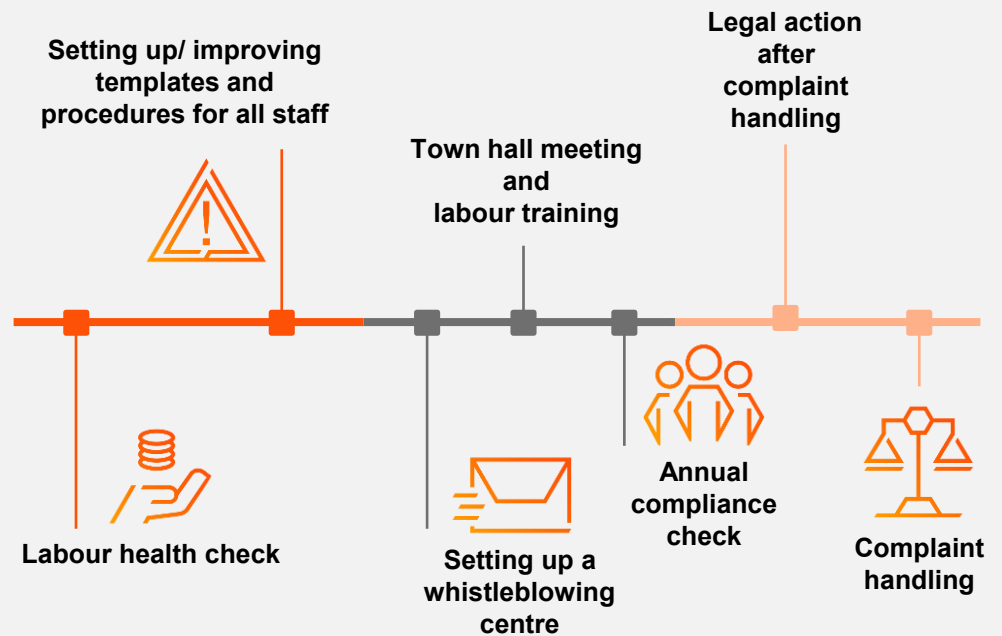 Setting up/ improving
templates and
procedures for all staff
Legal action
after
complaint
handling
Town hall meeting
and
labour training
Labour health check
Setting up a
whistleblowing
centre
Annual
compliance
check
Complaint
handling